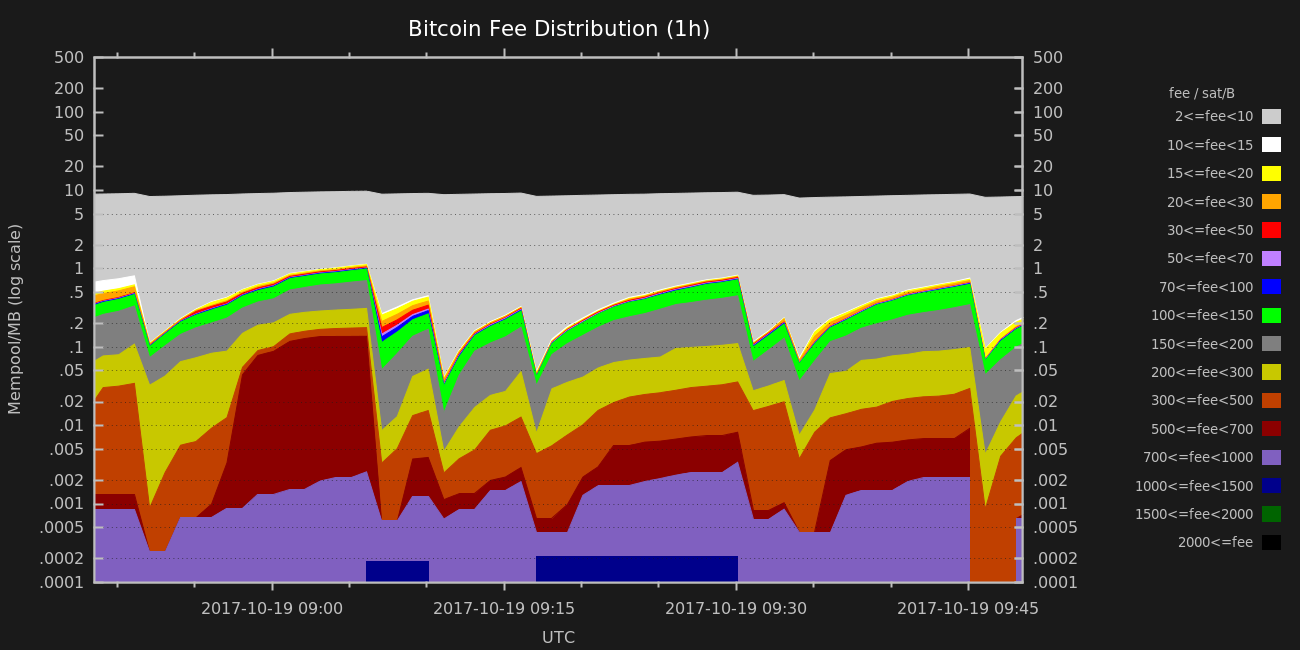 Bitcoin Fee Distribution (1h)
Mempool/MB (log scale)
500
200
100
50
20
10
5
2
1
.5
.2
.1
.05
.02
.01
.005
.002
.001
.0005
.0002
.0001
500
200
100
50
20
10
5
2
1
.5
.2
.1
.05
.02
.01
.005
.002
.001
.0005
.0002
.0001
2017-10-19 09:00 2017-10-19 09:15 2017-10-19 09:30 2017-10-19 09:45
UTC
fee / sat/B
2<=fee<10
10<=fee<15
15<=fee<20
20<=fee<30
30<=fee<50
50<=fee<70
70<=fee<100
100<=fee<150
150<=fee<200
200<=fee<300
300<=fee<500
500<=fee<700
700<=fee<1000
1000<=fee<1500
1500<=fee<2000
2000<=fee